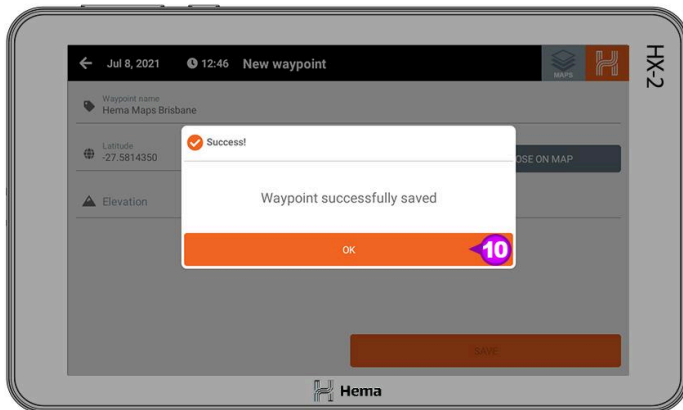 Jul 8, 2021 12:46 New waypoint
MAPS
HX-2
Waypoint name
Hema Maps Brisbane
Success!
Latitude
-27.5814350
OSE ON MAP
Elevation
Waypoint successfully saved
OK
10
SAVE
Hema